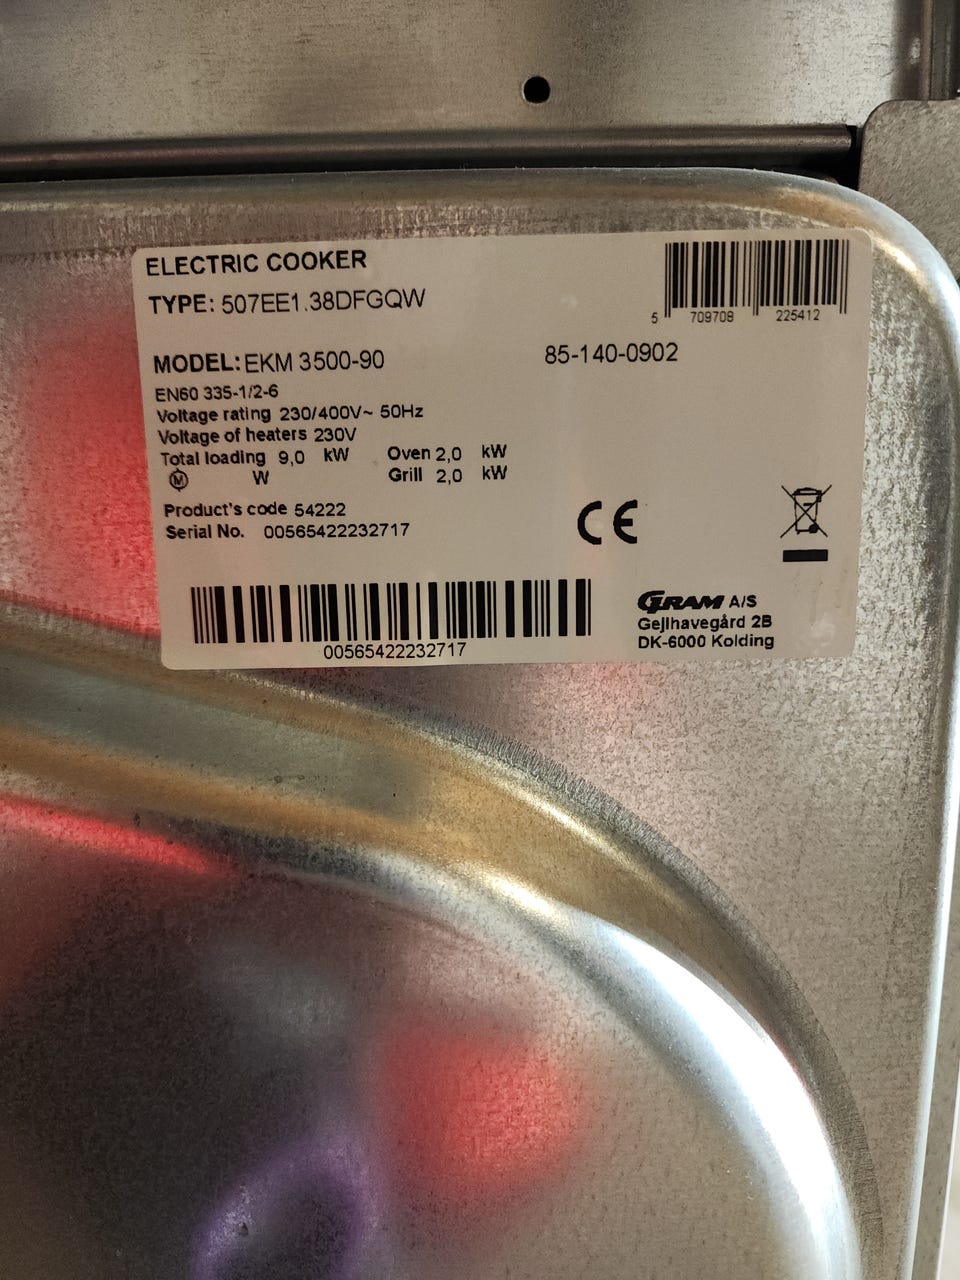 ELECTRIC COOKER
TYPE: 507EE1.38DFGQW
5 709708 225412
MODEL: EKM 3500-90
85-140-0902
EN60 335-1/2-6
Voltage rating 230/400V~ 50Hz
Voltage of heaters 230V
Total loading 9,0 kW Oven 2,0 kW
M W Grill 2,0 kW
Product's code 54222
Serial No. 00565422232717
CE
00565422232717
GRAM A/S
Gejlhavegård 2B
DK-6000 Kolding